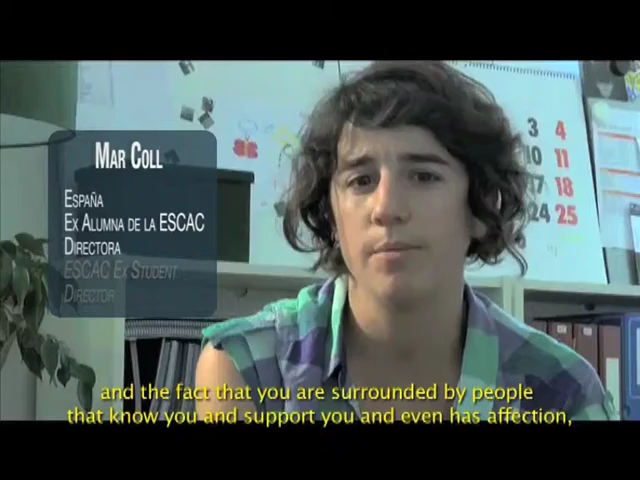 MAR COLL
ESPAÑA
EX ALUMNA DE LA ESCAC
DIRECTORA
ESCAC EX STUDENT
DIRECTOR
3 4
10 11
17 18
24 25
and the fact that you are surrounded by people
that know you and support you and even has affection,